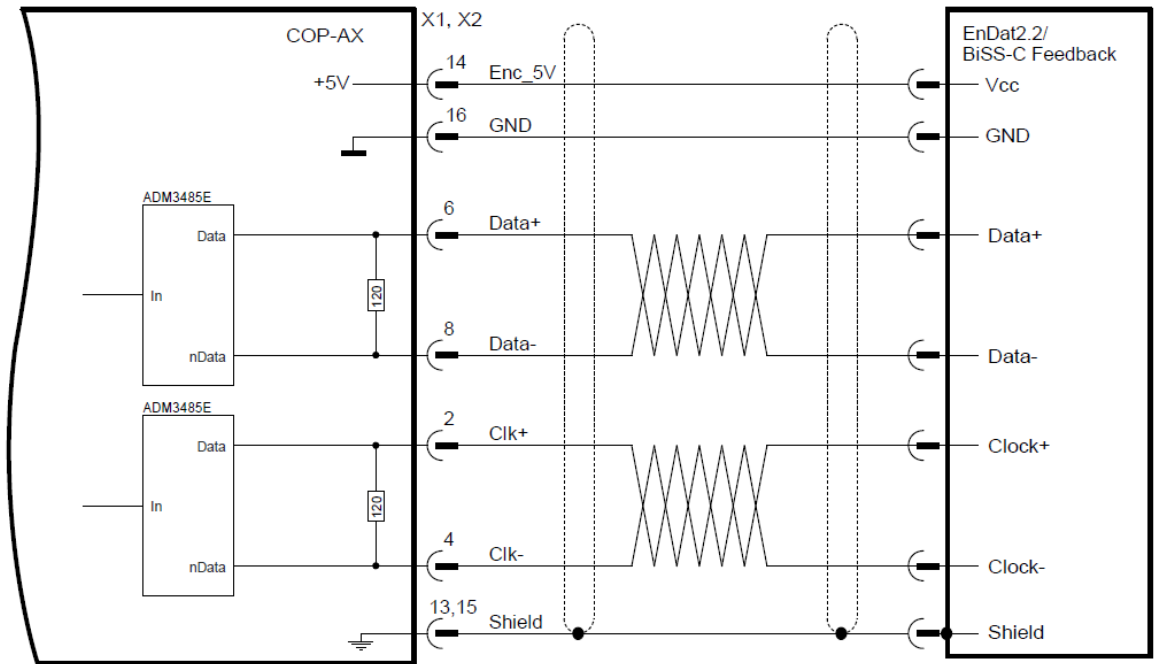 COP-AX
X1, X2
EnDat2.2/
BiSS-C Feedback
+5V
14
Enc_5V
Vcc
16
GND
GND
ADM3485E
Data
In
nData
120
6
Data+
Data+
8
Data-
Data-
ADM3485E
Data
In
nData
120
2
Clk+
Clock+
4
Clk-
Clock-
13,15
Shield
Shield